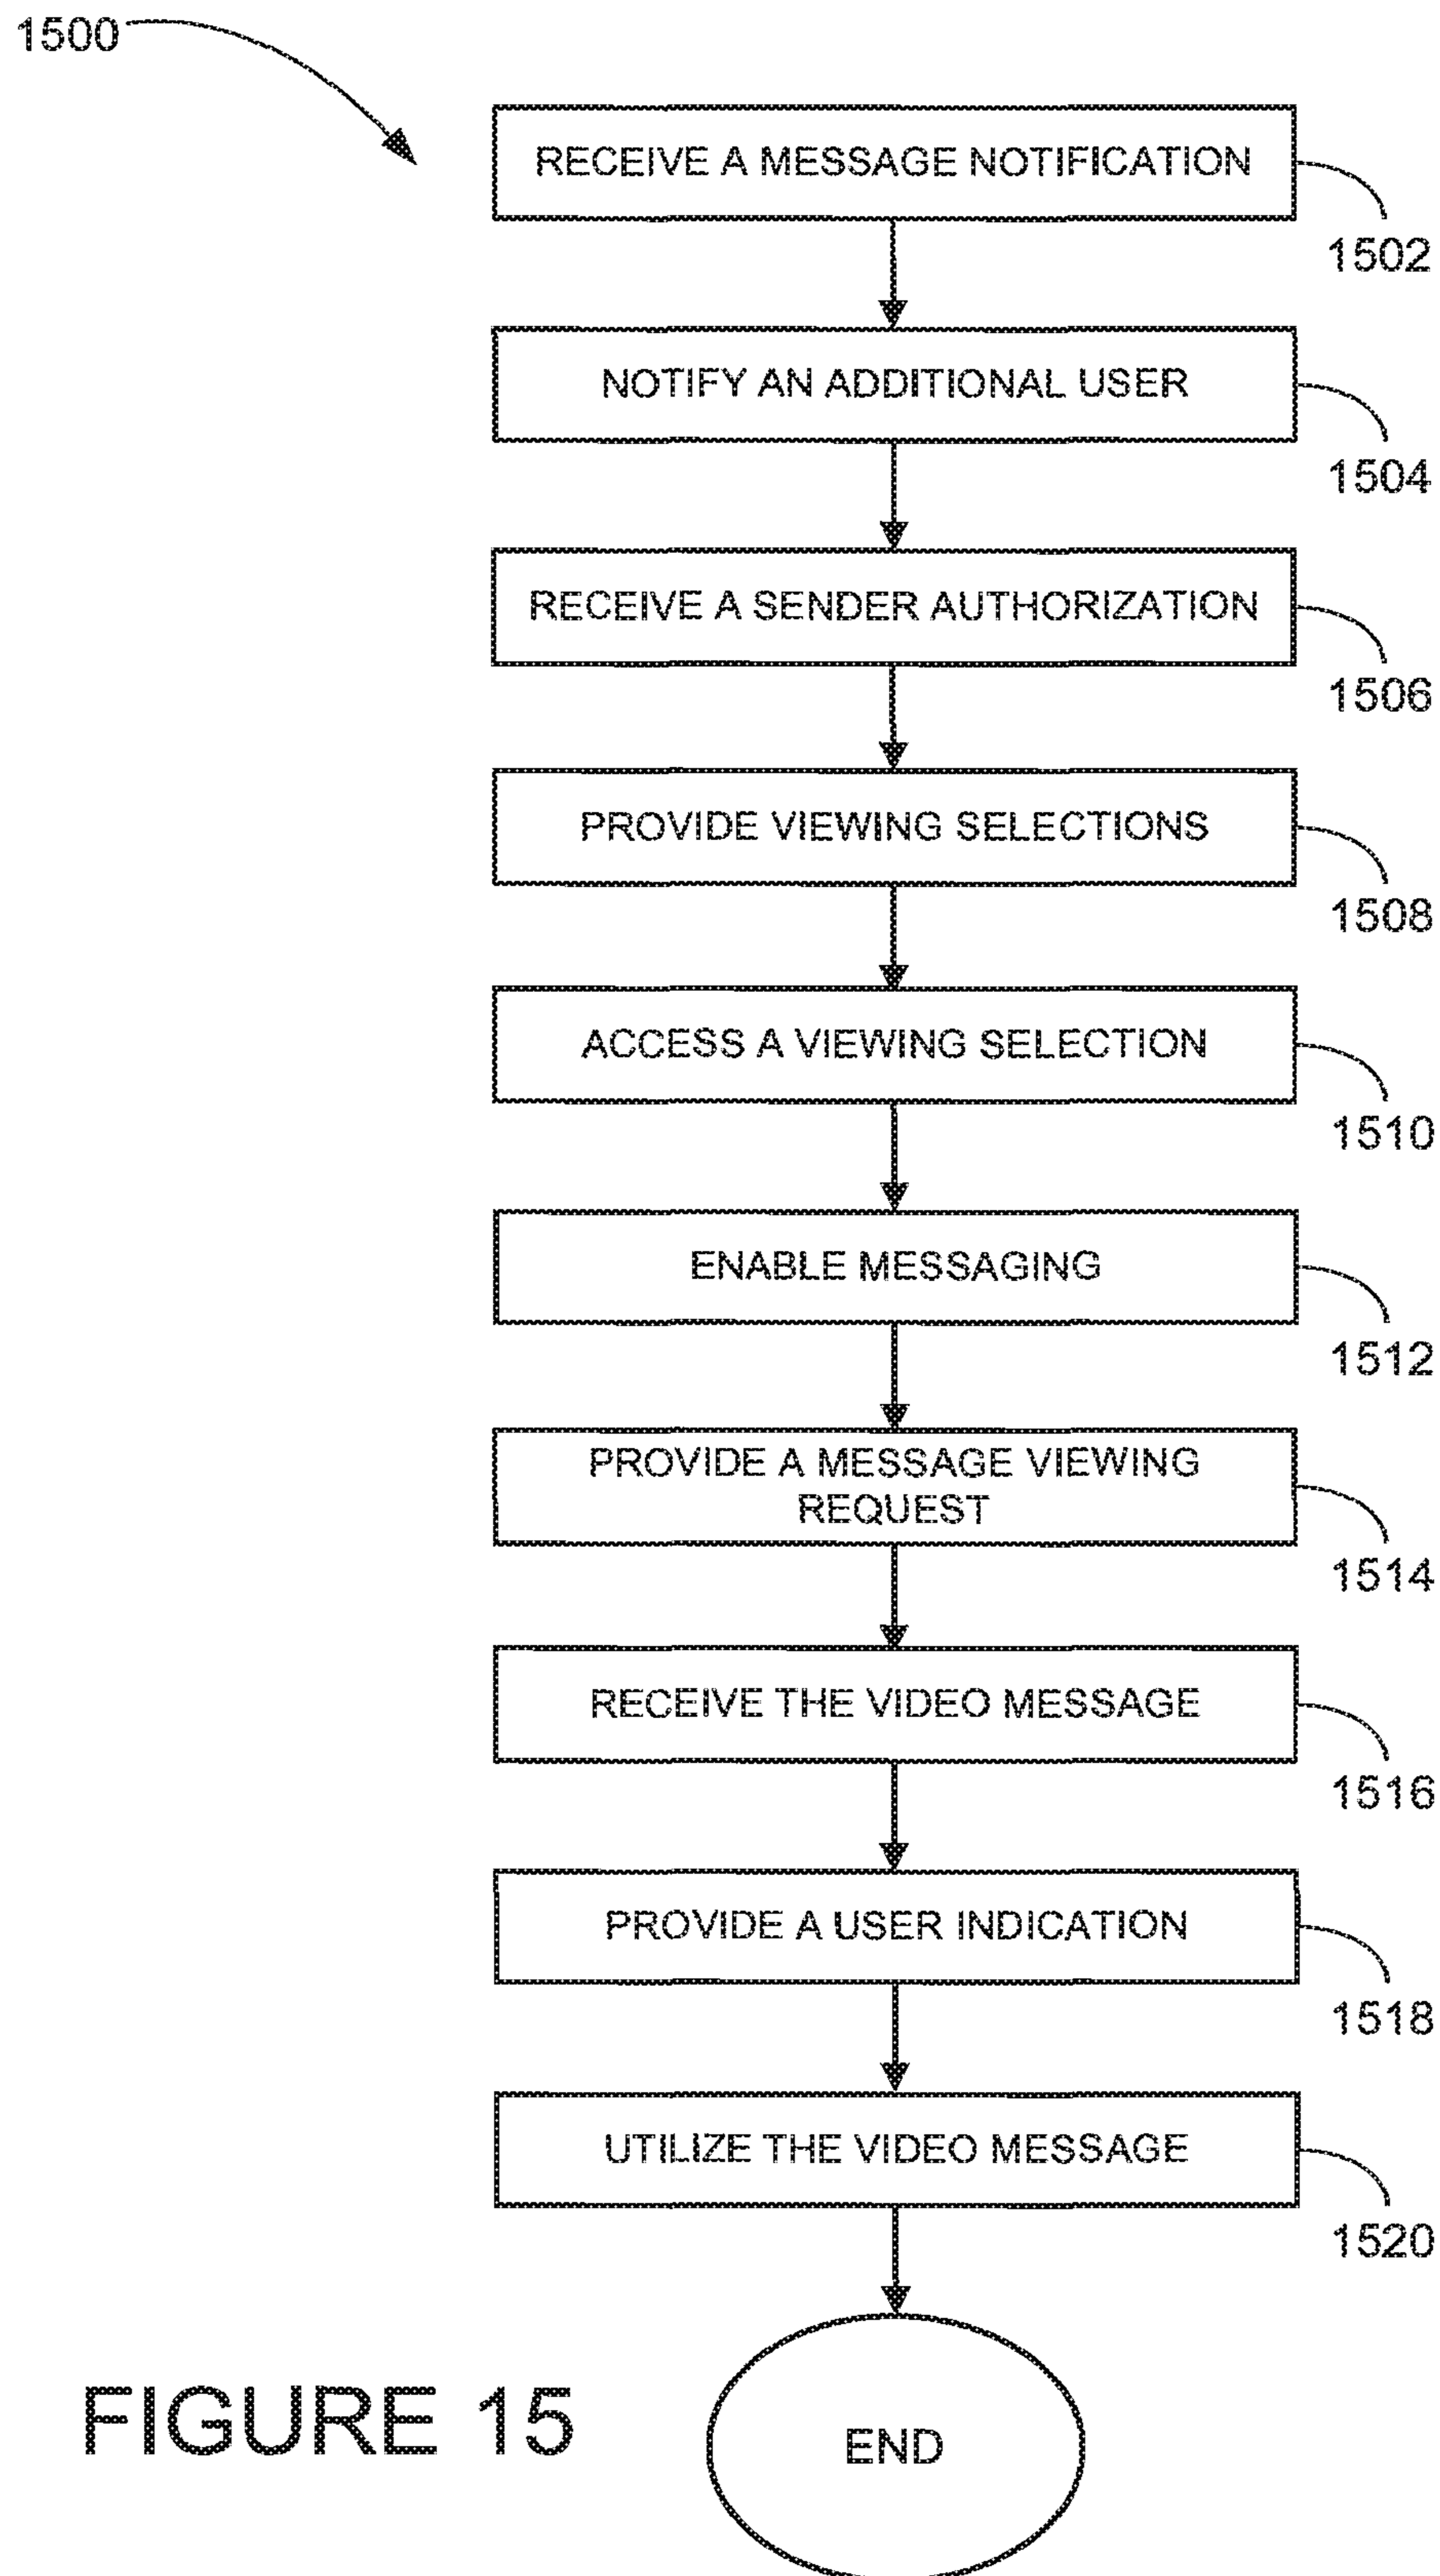 1500
RECEIVE A MESSAGE NOTIFICATION
1502
NOTIFY AN ADDITIONAL USER
1504
RECEIVE A SENDER AUTHORIZATION
1506
PROVIDE VIEWING SELECTIONS
1508
ACCESS A VIEWING SELECTION
1510
ENABLE MESSAGING
1512
PROVIDE A MESSAGE VIEWING
REQUEST
1514
RECEIVE THE VIDEO MESSAGE
1516
PROVIDE A USER INDICATION
1518
UTILIZE THE VIDEO MESSAGE
1520
FIGURE 15
END